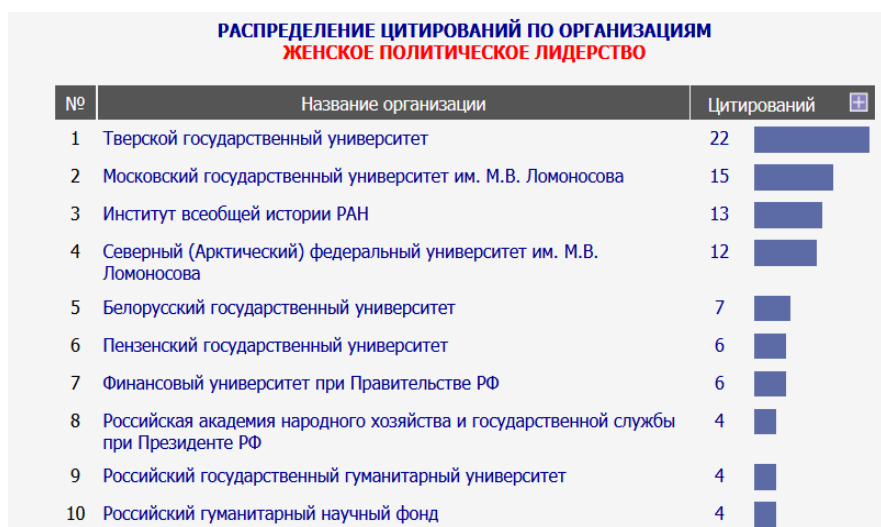 РАСПРЕДЕЛЕНИЕ ЦИТИРОВАНИЙ ПО ОРГАНИЗАЦИЯМ
ЖЕНСКОЕ ПОЛИТИЧЕСКОЕ ЛИДЕРСТВО
№ Название организации Цитирований
1 Тверской государственный университет 22
2 Московский государственный университет им. М.В. Ломоносова 15
3 Институт всеобщей истории РАН 13
4 Северный (Арктический) федеральный университет им. М.В. 12
Ломоносова
5 Белорусский государственный университет 7
6 Пензенский государственный университет 6
7 Финансовый университет при Правительстве РФ 6
8 Российская академия народного хозяйства и государственной службы 4
при Президенте РФ
9 Российский государственный гуманитарный университет 4
10 Российский гуманитарный научный фонд 4